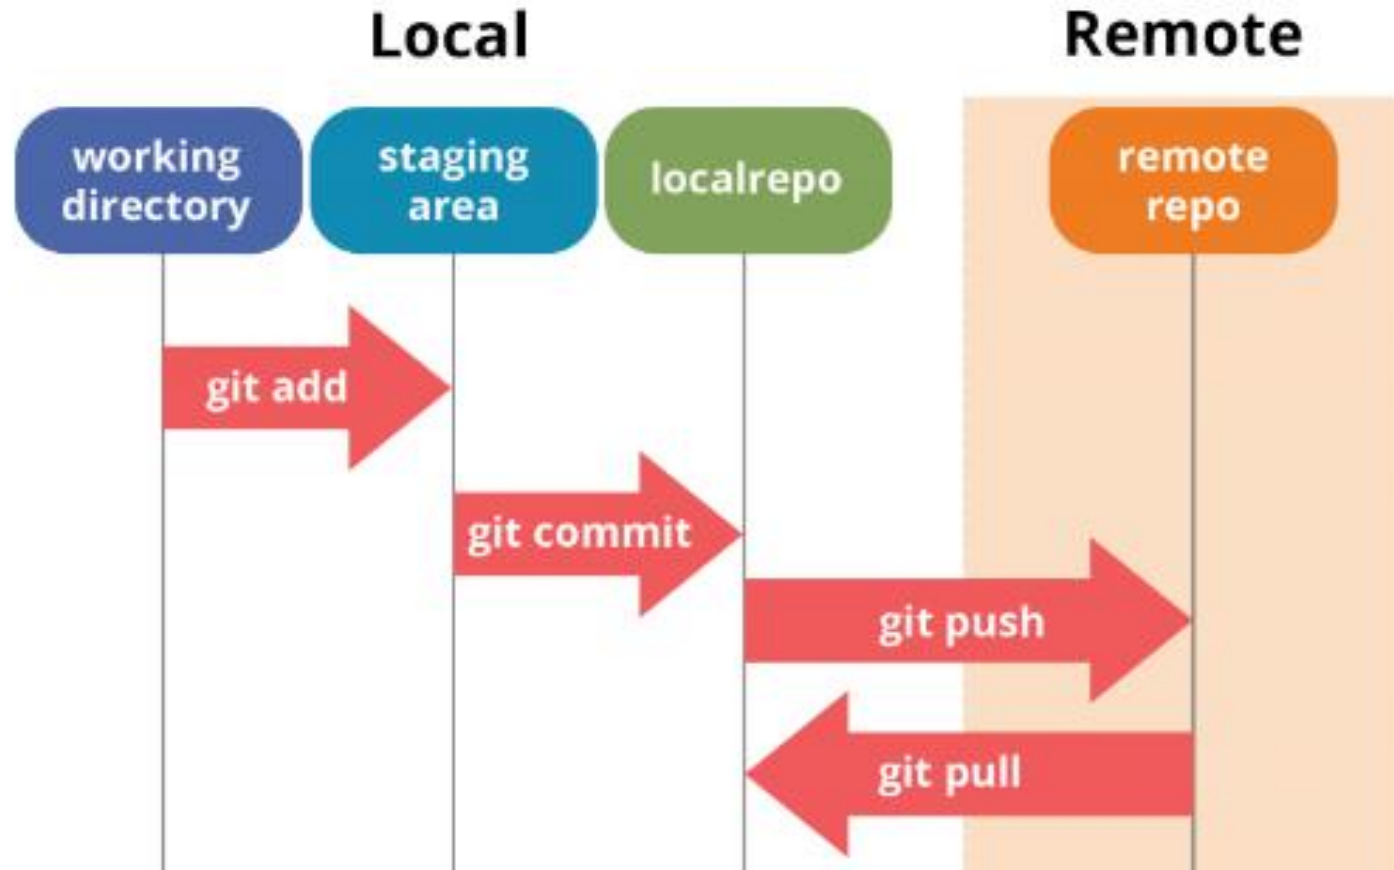 Local
Remote
working
directory
staging
area
localrepo
remote
repo
git add
git commit
git push
git pull